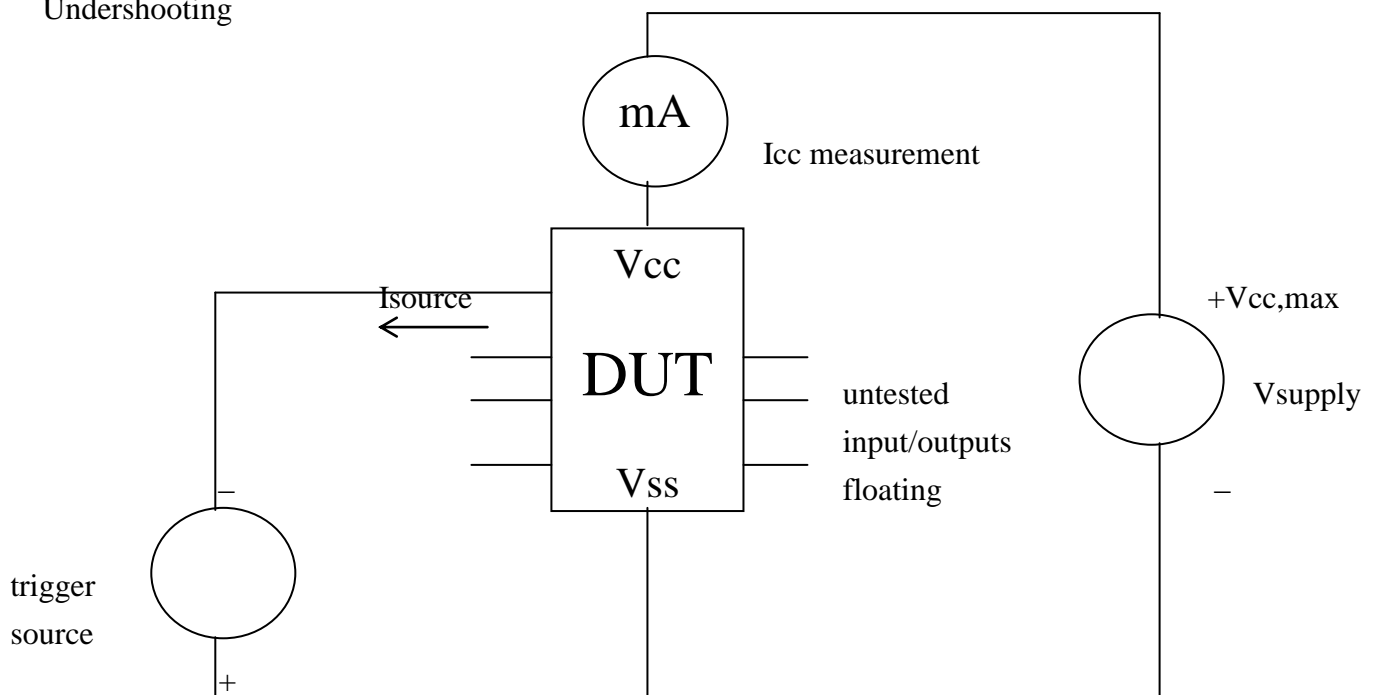 Undershooting
mA
Icc measurement
Vcc
Isource
+Vcc,max
DUT
untested
input/outputs
floating
Vsupply
Vss
–
–
trigger
source
+